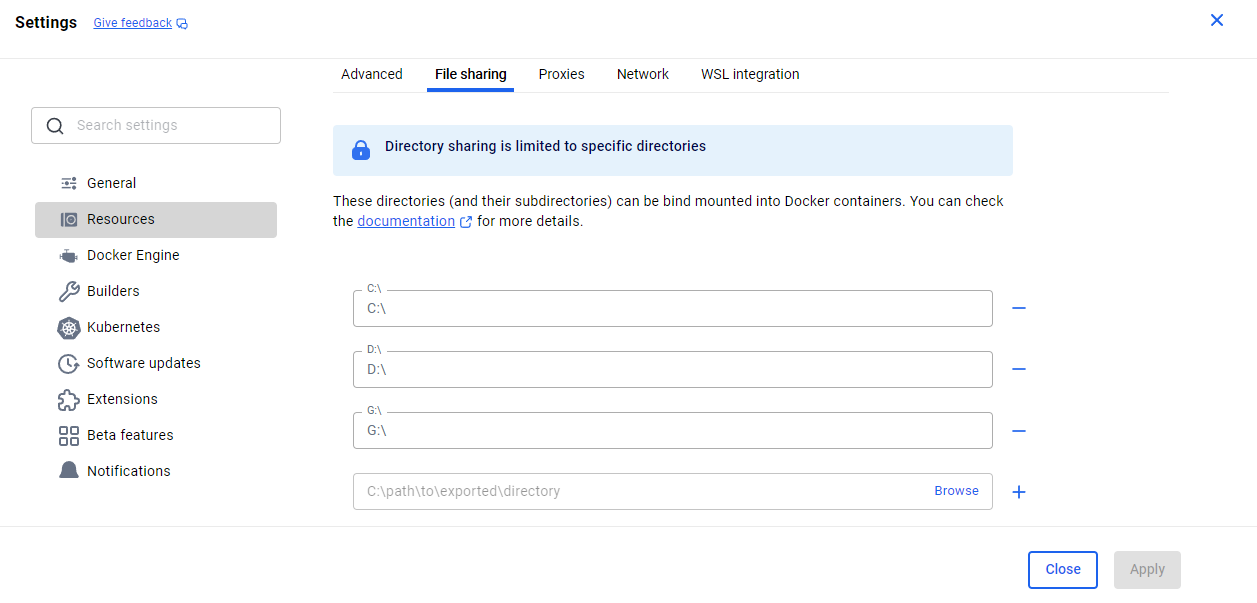 Settings Give feedback
Advanced File sharing Proxies Network WSL integration
Search settings
General
Resources
Docker Engine
Builders
Kubernetes
Software updates
Extensions
Beta features
Notifications
Directory sharing is limited to specific directories
These directories (and their subdirectories) can be bind mounted into Docker containers. You can check
the documentation for more details.
C:\
C:\
D:\
D:\
G:\
G:\
C:\path\to\exported\directory Browse
Close Apply